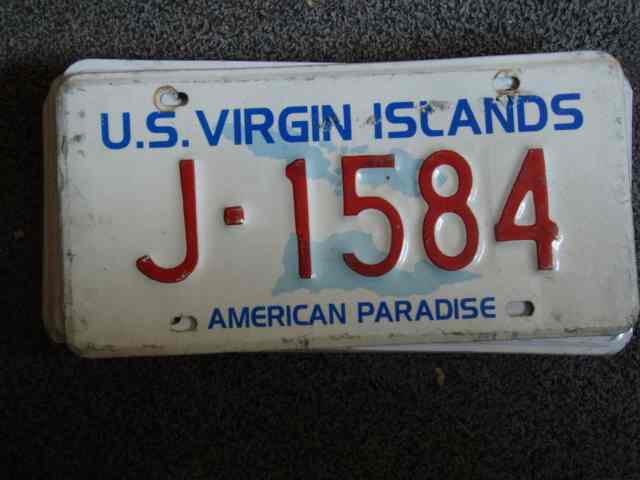 U.S. VIRGIN ISLANDS
J-1584
AMERICAN PARADISE